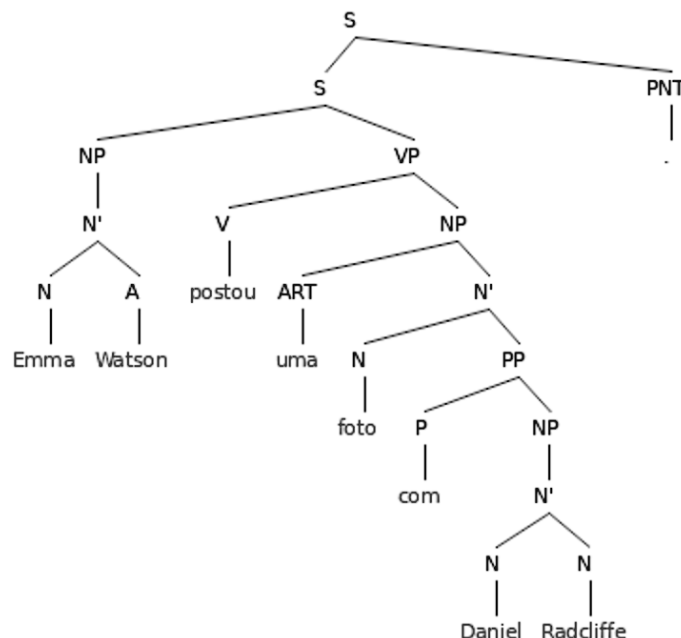 S
S PNT
NP VP .
N' V NP
N A postou ART N'
Emma Watson uma N PP
foto P NP
com N'
N N
Daniel Radcliffe